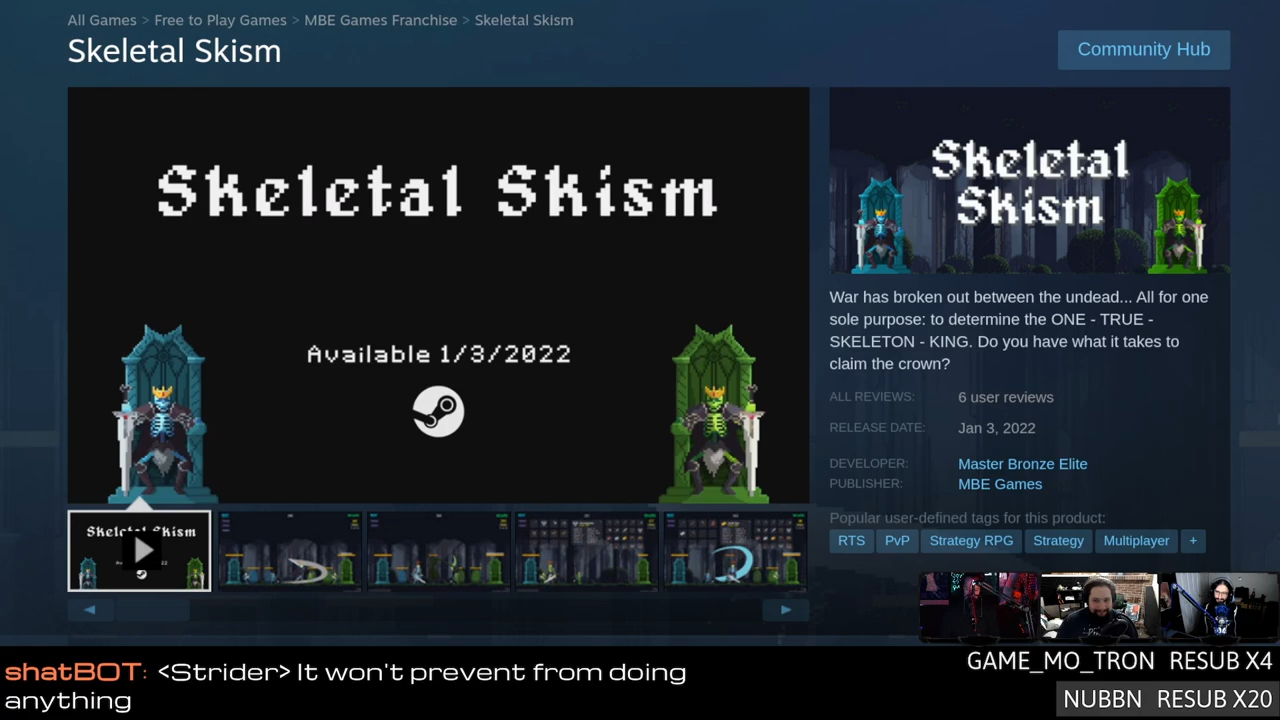 All Games > Free to Play Games > MBE Games Franchise > Skeletal Skism
Skeletal Skism
Community Hub
Skeletal Skism
Available 1/3/2022
Skeletal
Skism
War has broken out between the undead... All for one
sole purpose: to determine the ONE - TRUE -
SKELETON - KING. Do you have what it takes to
claim the crown?
ALL REVIEWS: 6 user reviews
RELEASE DATE: Jan 3, 2022
DEVELOPER: Master Bronze Elite
PUBLISHER: MBE Games
Popular user-defined tags for this product:
RTS PvP Strategy RPG Strategy Multiplayer +
Skeletal Skism
shatBOT: <Strider> It won't prevent from doing
anything
GAME_MO_TRON RESUB X4
NUBBN RESUB X20